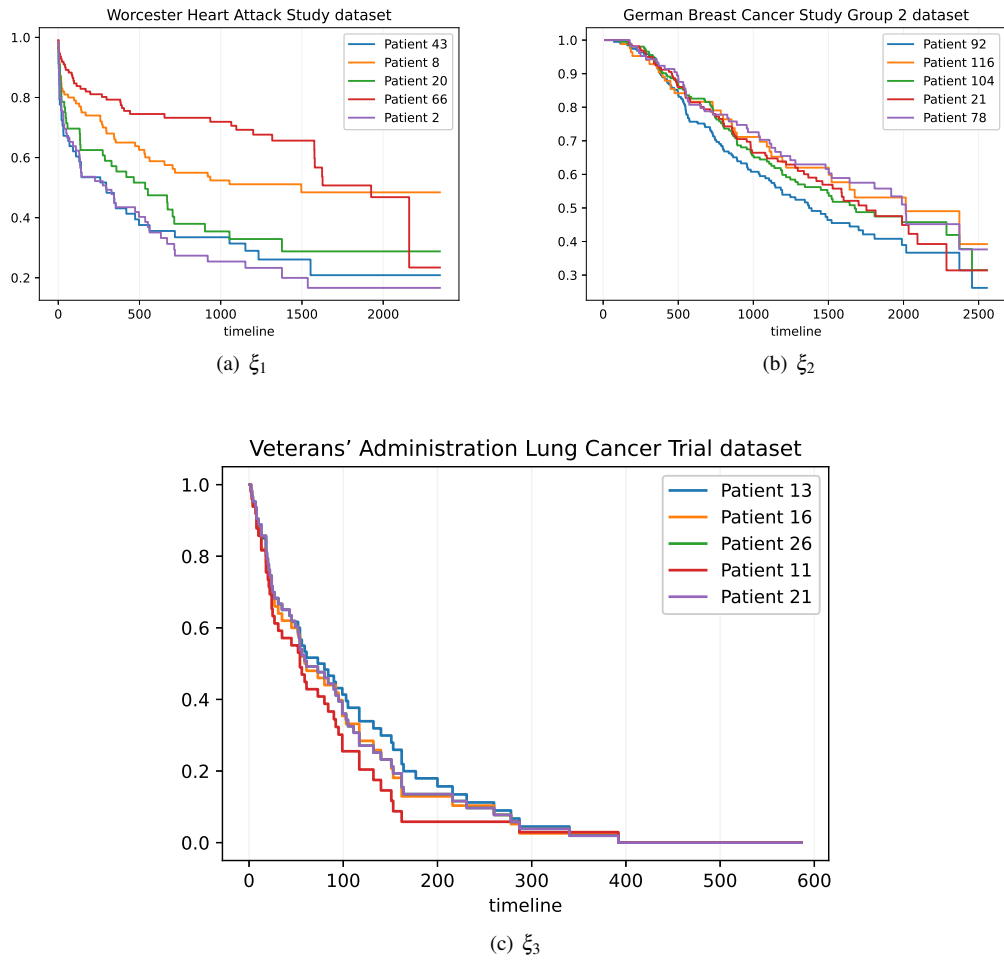 Worcester Heart Attack Study dataset
1.0
0.8
0.6
0.4
0.2
0
500
1000
1500
2000
timeline
Patient 43
Patient 8
Patient 20
Patient 66
Patient 2
(a) ξ1
German Breast Cancer Study Group 2 dataset
1.0
0.9
0.8
0.7
0.6
0.5
0.4
0.3
0
500
1000
1500
2000
2500
timeline
Patient 92
Patient 116
Patient 104
Patient 21
Patient 78
(b) ξ2
Veterans’ Administration Lung Cancer Trial dataset
1.0
0.8
0.6
0.4
0.2
0.0
0
100
200
300
400
500
600
timeline
Patient 13
Patient 16
Patient 26
Patient 11
Patient 21
(c) ξ3